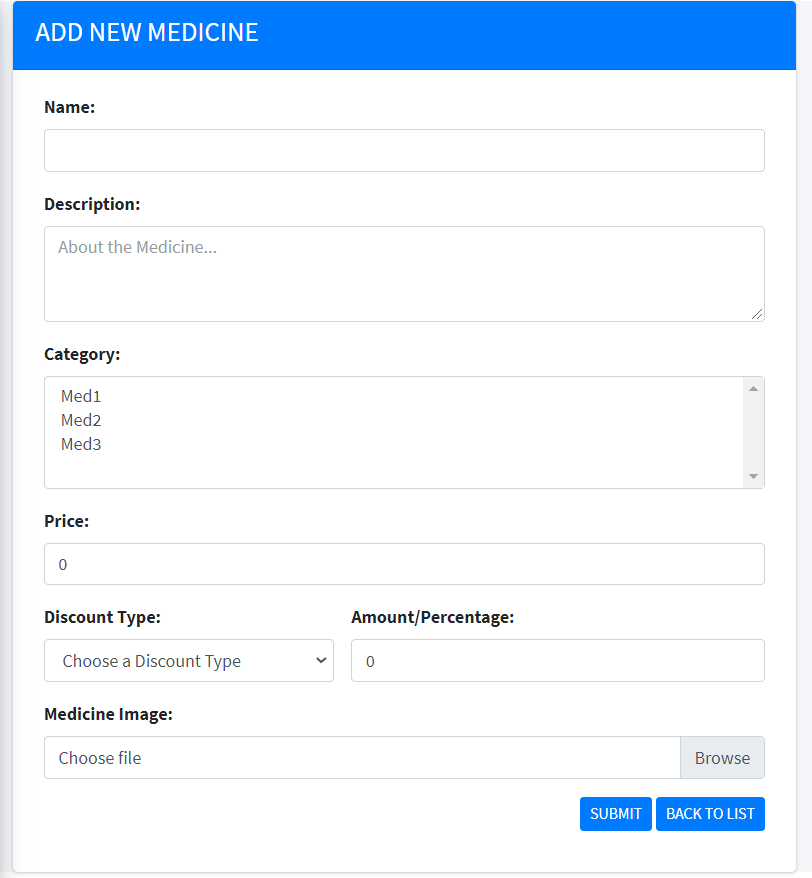 ADD NEW MEDICINE
Name:
Description:
About the Medicine...
Category:
Med1
Med2
Med3
Price:
0
Discount Type: Amount/Percentage:
Choose a Discount Type 0
Medicine Image:
Choose file Browse
SUBMIT BACK TO LIST